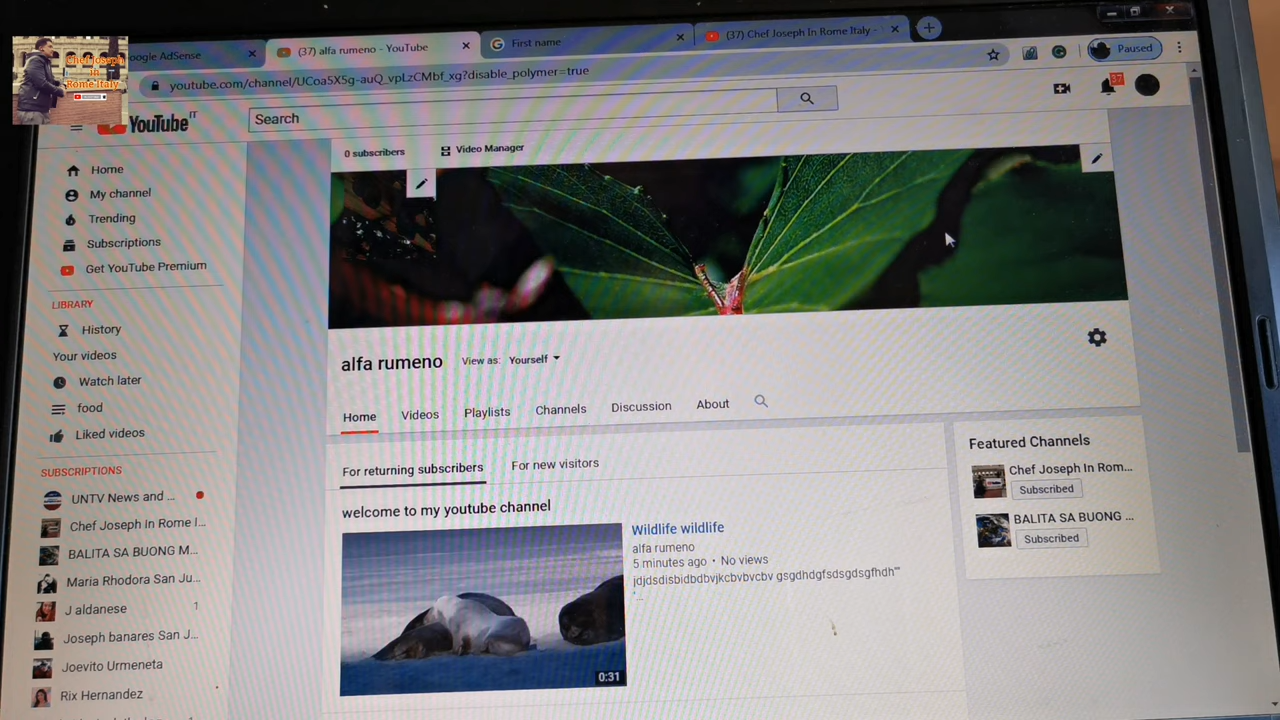 Chef Joseph
in
Rome Italy
oogle AdSense
(37) alfa rumeno - YouTube
First name
(37) Chef Joseph In Rome Italy -
youtube.com/channel/UCoa5X5g-auQ_vpLzCMbf_xg?disable_polymer=true
Paused
YouTube IT
Search
37
Home
My channel
Trending
Subscriptions
Get YouTube Premium
LIBRARY
History
Your videos
Watch later
food
Liked videos
SUBSCRIPTIONS
UNTV News and ...
Chef Joseph In Rome I...
BALITA SA BUONG M...
Maria Rhodora San Ju...
J aldanese 1
Joseph banares San J...
Joevito Urmeneta
Rix Hernandez
0 subscribers Video Manager
alfa rumeno View as: Yourself
Home Videos Playlists Channels Discussion About
For returning subscribers For new visitors
welcome to my youtube channel
Wildlife wildlife
alfa rumeno
5 minutes ago • No views
jdjdsdisbidbdbvjkcbvbvcbv gsgdhdgfsdsgdsgfhdh'"
'...
0:31
Featured Channels
Chef Joseph In Rom...
Subscribed
BALITA SA BUONG ...
Subscribed